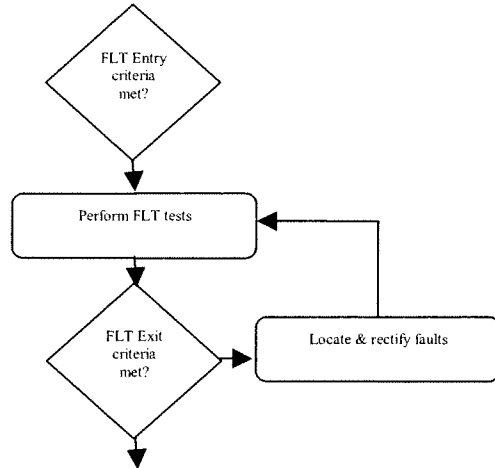 FLT Entry
criteria
met?
Perform FLT tests
FLT Exit
criteria
met?
Locate & rectify faults